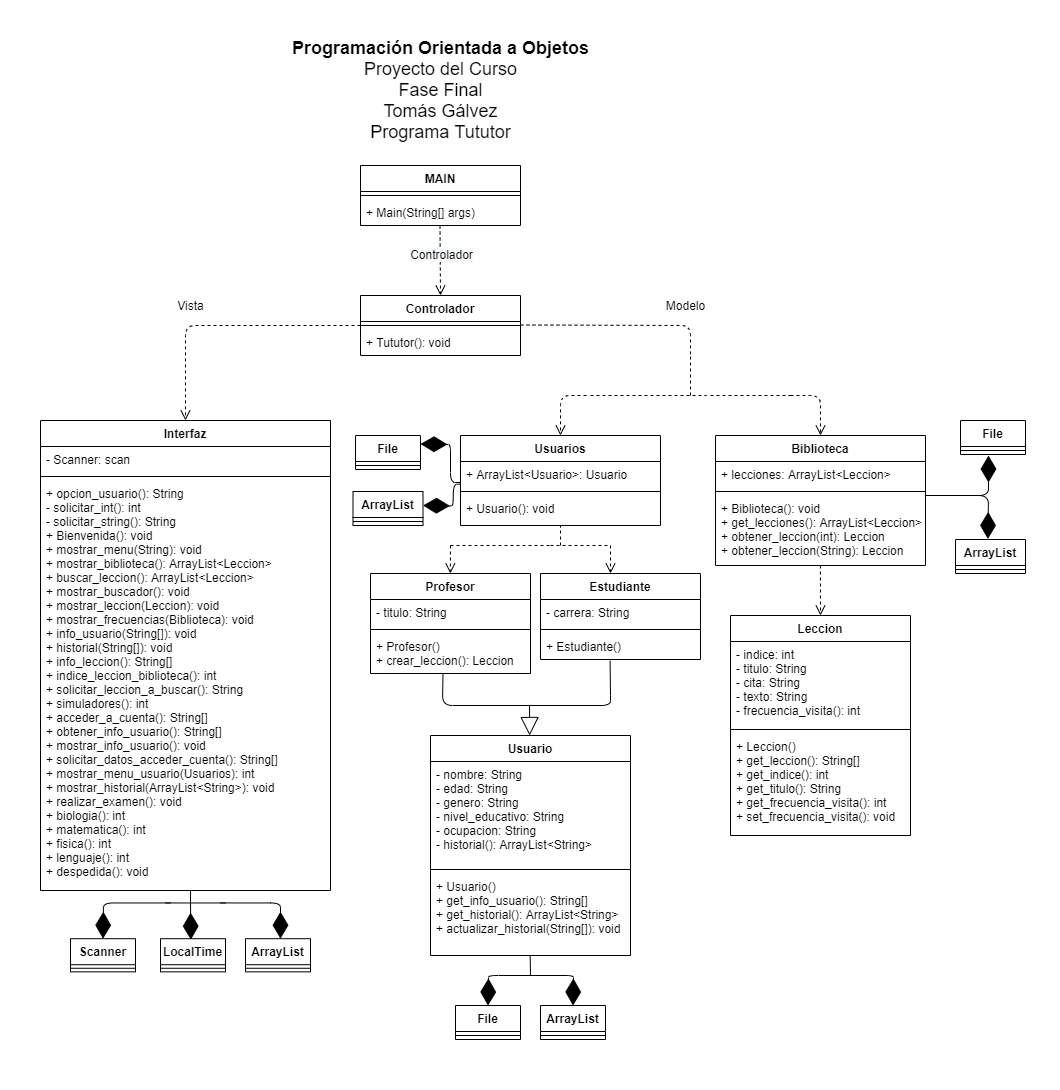 Programación Orientada a Objetos
Proyecto del Curso
Fase Final
Tomás Gálvez
Programa Tututor
MAIN
+ Main(String[] args)
Controlador
Controlador
+ Tututor(): void
Vista
Modelo
Interfaz
- Scanner: scan
+ opcion_usuario(): String
- solicitar_int(): int
- solicitar_string(): String
+ Bienvenida(): void
+ mostrar_menu(String): void
+ mostrar_biblioteca(): ArrayList<Leccion>
+ buscar_leccion(): ArrayList<Leccion>
+ mostrar_buscador(): void
+ mostrar_leccion(Leccion): void
+ mostrar_frecuencias(Biblioteca): void
+ info_usuario(String[]): void
+ historial(String[]): void
+ info_leccion(): String[]
+ indice_leccion_biblioteca(): int
+ solicitar_leccion_a_buscar(): String
+ simuladores(): int
+ acceder_a_cuenta(): String[]
+ obtener_info_usuario(): String[]
+ mostrar_info_usuario(): void
+ solicitar_datos_acceder_cuenta(): String[]
+ mostrar_menu_usuario(Usuarios): int
+ mostrar_historial(ArrayList<String>): void
+ realizar_examen(): void
+ biologia(): int
+ matematica(): int
+ fisica(): int
+ lenguaje(): int
+ despedida(): void
Scanner
LocalTime
ArrayList
File
ArrayList
Usuarios
+ ArrayList<Usuario>: Usuario
+ Usuario(): void
Profesor
- titulo: String
+ Profesor()
+ crear_leccion(): Leccion
Estudiante
- carrera: String
+ Estudiante()
Usuario
- nombre: String
- edad: String
- genero: String
- nivel_educativo: String
- ocupacion: String
- historial(): ArrayList<String>
+ Usuario()
+ get_info_usuario(): String[]
+ get_historial(): ArrayList<String>
+ actualizar_historial(String[]): void
File
ArrayList
Biblioteca
+ lecciones: ArrayList<Leccion>
+ Biblioteca(): void
+ get_lecciones(): ArrayList<Leccion>
+ obtener_leccion(int): Leccion
+ obtener_leccion(String): Leccion
File
ArrayList
Leccion
- indice: int
- titulo: String
- cita: String
- texto: String
- frecuencia_visita(): int
+ Leccion()
+ get_leccion(): String[]
+ get_indice(): int
+ get_titulo(): String
+ get_frecuencia_visita(): int
+ set_frecuencia_visita(): void